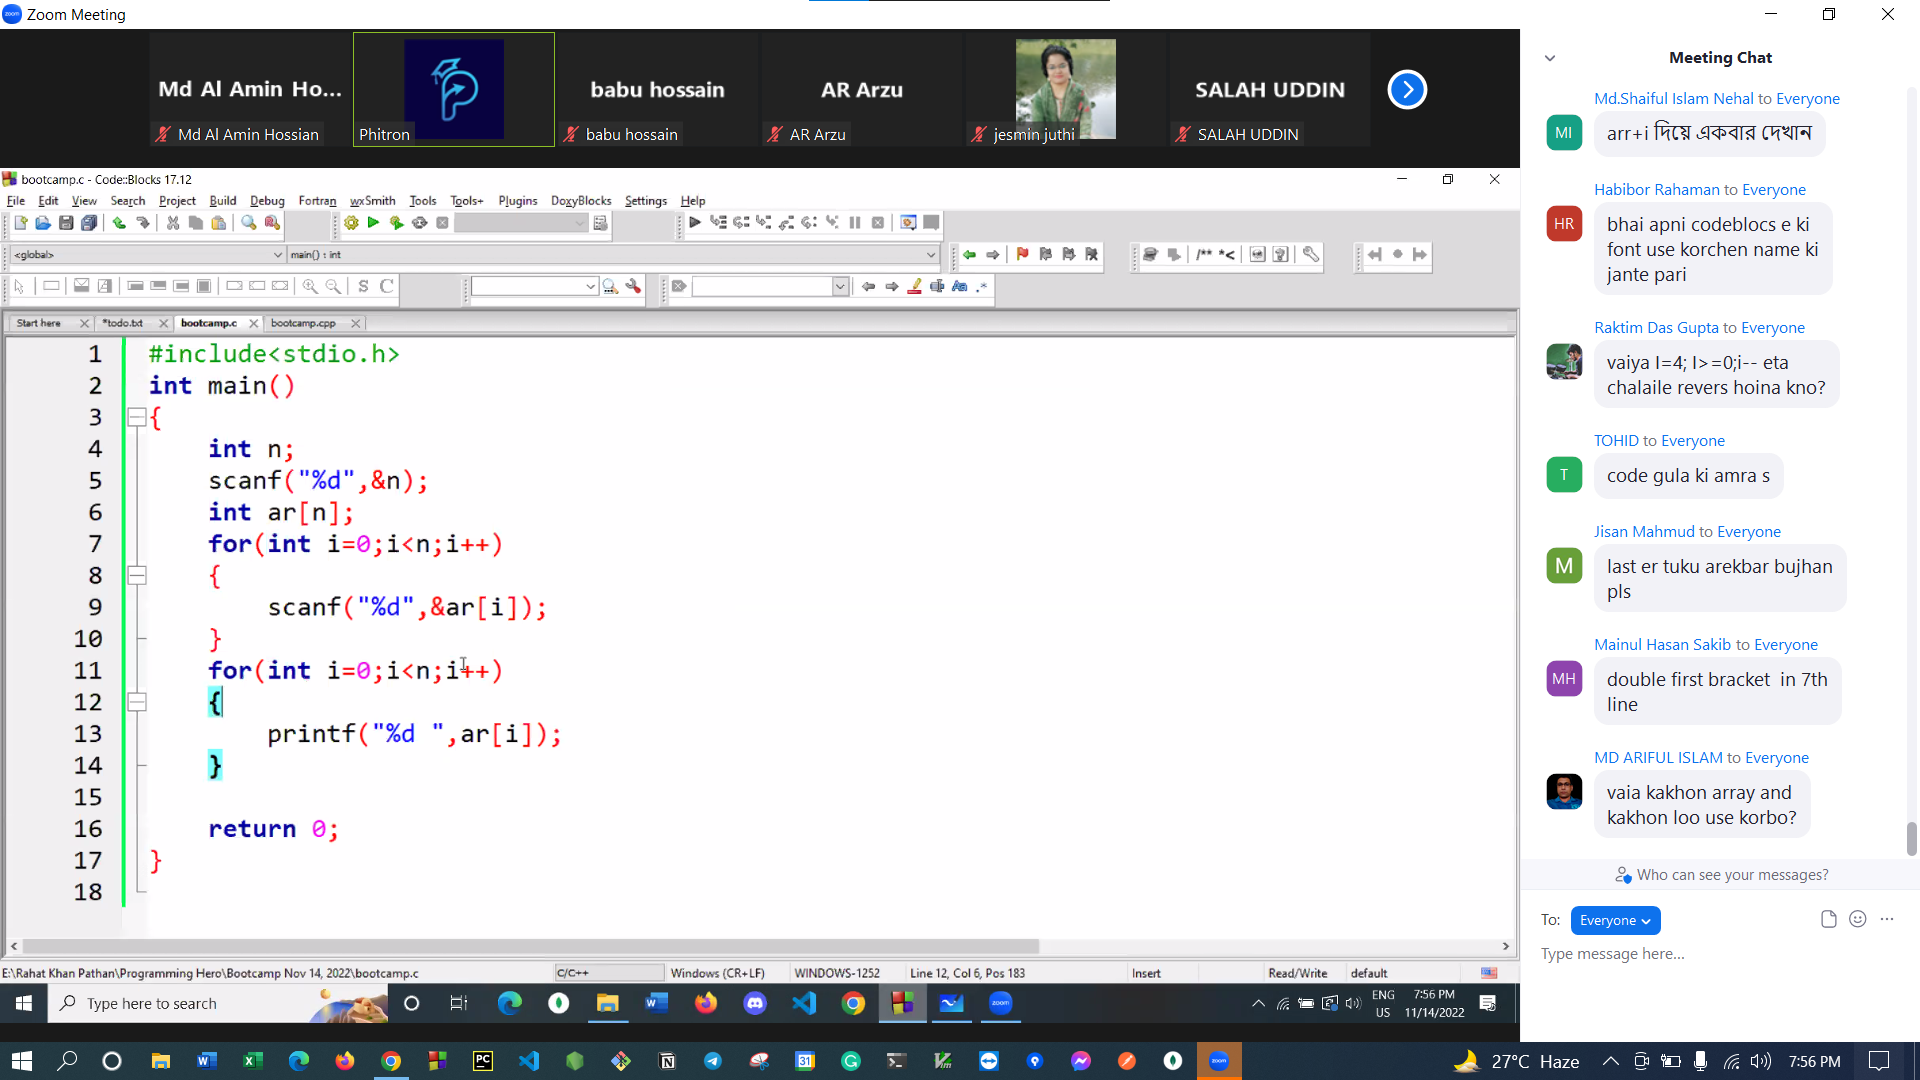 Zoom Meeting
Md Al Amin Ho...
Md Al Amin Hossian
Phitron
babu hossain
babu hossain
AR Arzu
AR Arzu
jesmin juthi
SALAH UDDIN
SALAH UDDIN
bootcamp.c - Code::Blocks 17.12
File Edit View Search Project Build Debug Fortran wxSmith Tools Tools+ Plugins DoxyBlocks Settings Help
<global> main() : int
Start here *todo.txt bootcamp.c bootcamp.cpp
1 #include<stdio.h>
2 int main()
3 {
4 int n;
5 scanf("%d",&n);
6 int ar[n];
7 for(int i=0;i<n;i++)
8 {
9 scanf("%d",&ar[i]);
10 }
11 for(int i=0;i<n;i++)
12 {
13 printf("%d ",ar[i]);
14 }
15
16 return 0;
17 }
18
E:\Rahat Khan Pathan\Programming Hero\Bootcamp Nov 14, 2022\bootcamp.c C/C++ Windows (CR+LF) WINDOWS-1252 Line 12, Col 6, Pos 183 Insert Read/Write default
Type here to search
ENG
US
7:56 PM
11/14/2022
Meeting Chat
Md.Shaiful Islam Nehal to Everyone
MI
arr+i দিয়ে একবার দেখান
Habibor Rahaman to Everyone
HR
bhai apni codeblocs e ki
font use korchen name ki
jante pari
Raktim Das Gupta to Everyone
vaiya I=4; I>=0;i-- eta
chalaile revers hoina kno?
TOHID to Everyone
T
code gula ki amra s
Jisan Mahmud to Everyone
M
last er tuku arekbar bujhan
pls
Mainul Hasan Sakib to Everyone
MH
double first bracket in 7th
line
MD ARIFUL ISLAM to Everyone
vaia kakhon array and
kakhon loo use korbo?
Who can see your messages?
To: Everyone
Type message here...
27°C Haze
7:56 PM